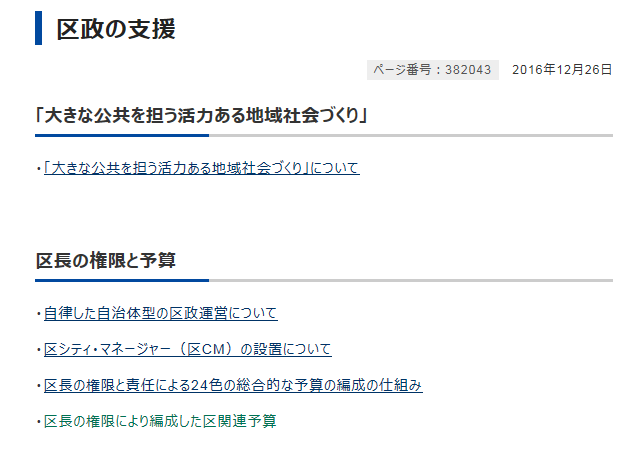 区政の支援
ページ番号：382043 2016年12月26日
「大きな公共を担う活力ある地域社会づくり」
・「大きな公共を担う活力ある地域社会づくり」について
区長の権限と予算
・自律した自治体型の区政運営について
・区シティ・マネージャー（区CM）の設置について
・区長の権限と責任による24色の総合的な予算の編成の仕組み
・区長の権限により編成した区関連予算